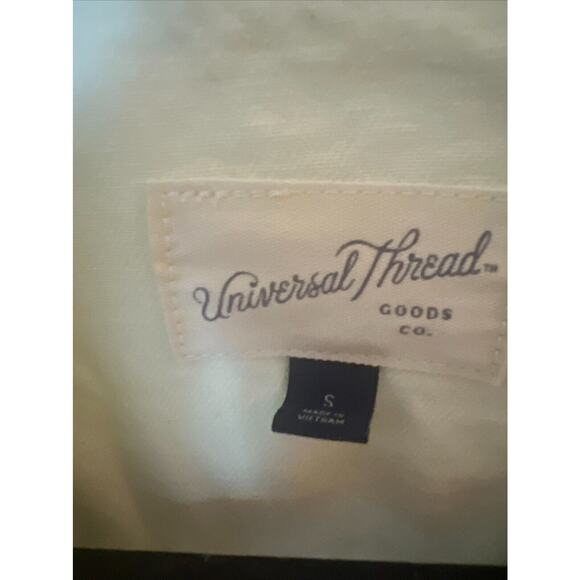 Universal Thread™
GOODS
CO.
S
MADE IN
VIETNAM